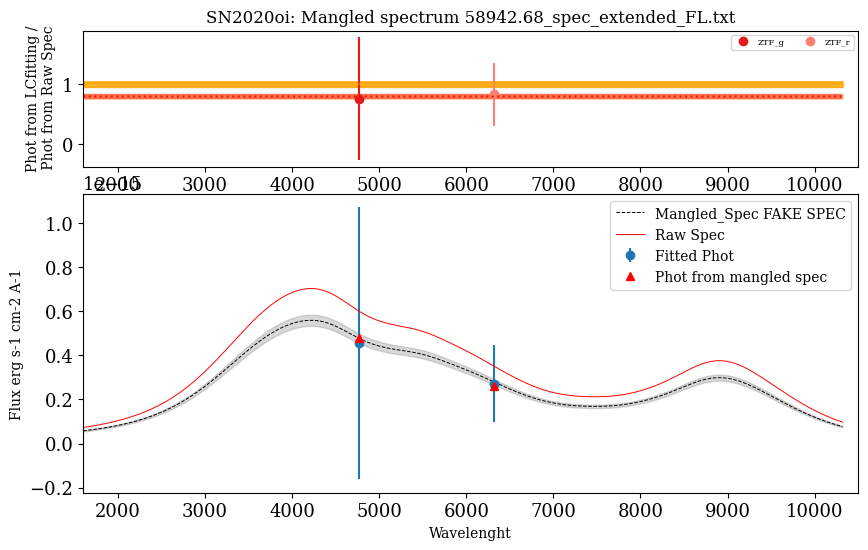 SN2020oi: Mangled spectrum 58942.68_spec_extended_FL.txt
Phot from LCfitting /
Phot from Raw Spec
ZTF_g
ZTF_r
1
0
2000 3000 4000 5000 6000 7000 8000 9000 10000
1e−15
Mangled_Spec FAKE SPEC
Raw Spec
Fitted Phot
Phot from mangled spec
Flux erg s-1 cm-2 A-1
1.0
0.8
0.6
0.4
0.2
0.0
−0.2
2000 3000 4000 5000 6000 7000 8000 9000 10000
Wavelenght